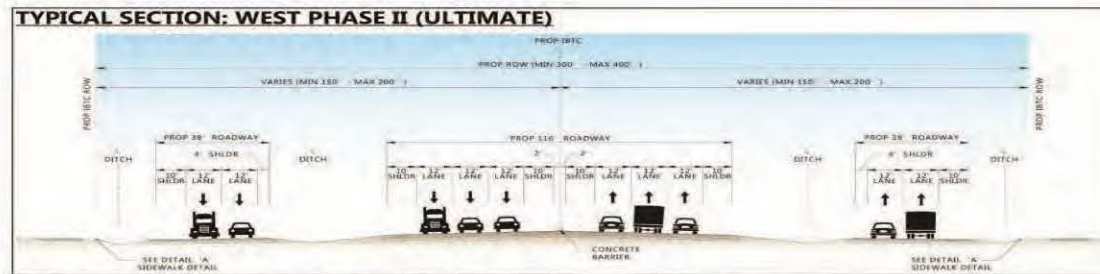 TYPICAL SECTION: WEST PHASE II (ULTIMATE)
PROP IBTC
PROP ROW (MIN 300' - MAX 400')
VARIES (MIN 150' - MAX 200')
VARIES (MIN 150' - MAX 200')
PROP IBTC ROW
PROP IBTC ROW
PROP 38' ROADWAY
PROP 116' ROADWAY
PROP 38' ROADWAY
DITCH
4' SHLDR
DITCH
2'
2'
DITCH
4' SHLDR
DITCH
10' SHLDR
12' LANE
12' LANE
10' SHLDR
12' LANE
12' LANE
12' LANE
10' SHLDR
10' SHLDR
12' LANE
12' LANE
12' LANE
10' SHLDR
12' LANE
12' LANE
10' SHLDR
SEE DETAIL 'A'
SIDEWALK DETAIL
CONCRETE
BARRIER
SEE DETAIL 'A'
SIDEWALK DETAIL